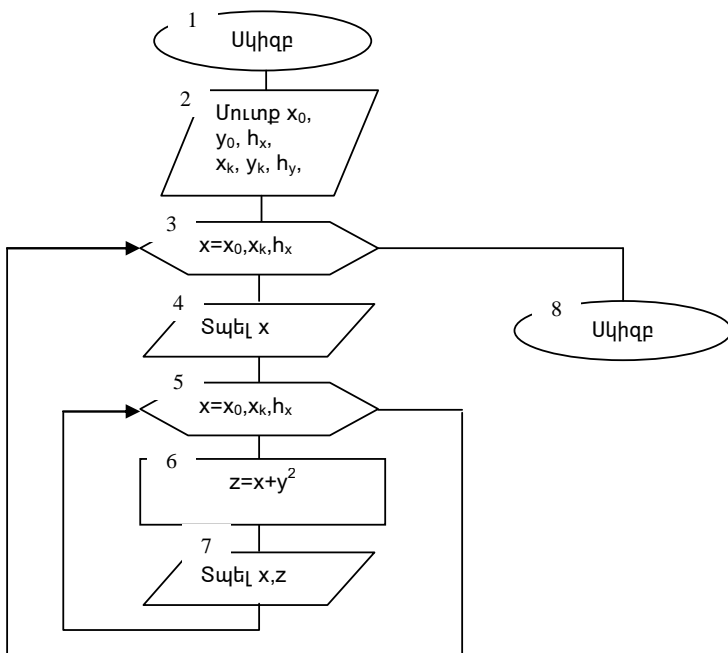 1
Սկիզբ
2
Մուտք x₀,
y₀, hₓ,
xₖ, yₖ, hᵧ,
3
x=x₀,xₖ,hₓ
4
Տպել x
8
Սկիզբ
5
x=x₀,xₖ,hₓ
6
z=x+y²
7
Տպել x,z